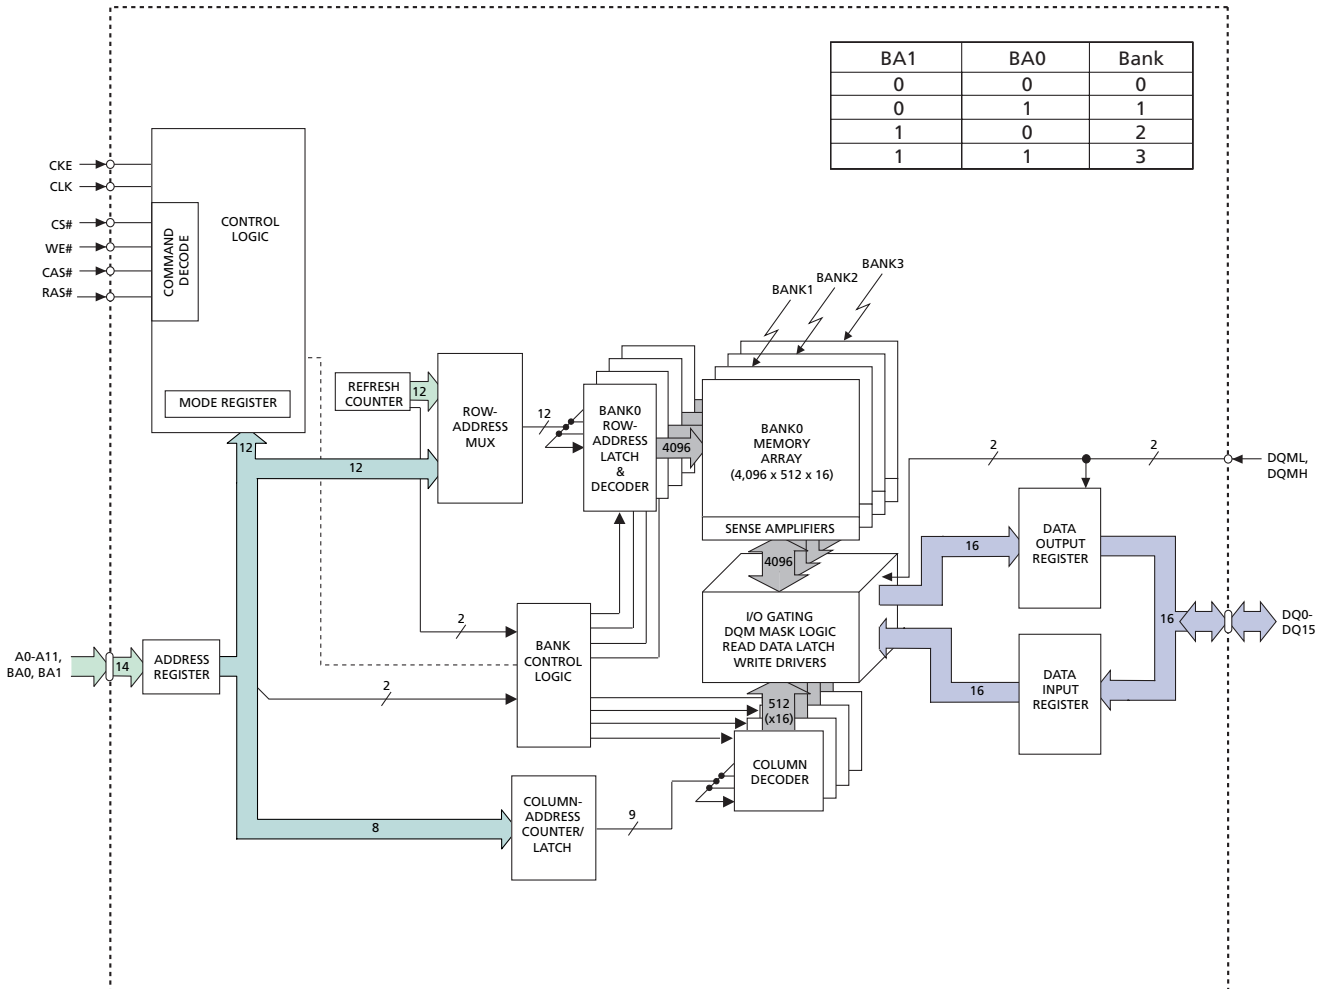 BA1 BA0 Bank
0 0 0
0 1 1
1 0 2
1 1 3
CKE
CLK
CS#
WE#
CAS#
RAS#
COMMAND
DECODE
CONTROL
LOGIC
MODE REGISTER
12
12
REFRESH
COUNTER
12
ROW-
ADDRESS
MUX
12
BANK0
ROW-
ADDRESS
LATCH
&
DECODER
4096
BANK1
BANK2
BANK3
BANK0
MEMORY
ARRAY
(4,096 x 512 x 16)
SENSE AMPLIFIERS
4096
I/O GATING
DQM MASK LOGIC
READ DATA LATCH
WRITE DRIVERS
2
2
DQML,
DQMH
16
DATA
OUTPUT
REGISTER
16
DQ0-
DQ15
16
DATA
INPUT
REGISTER
A0-A11,
BA0, BA1
14
ADDRESS
REGISTER
2
2
BANK
CONTROL
LOGIC
512
(x16)
COLUMN
DECODER
8
COLUMN-
ADDRESS
COUNTER/
LATCH
9